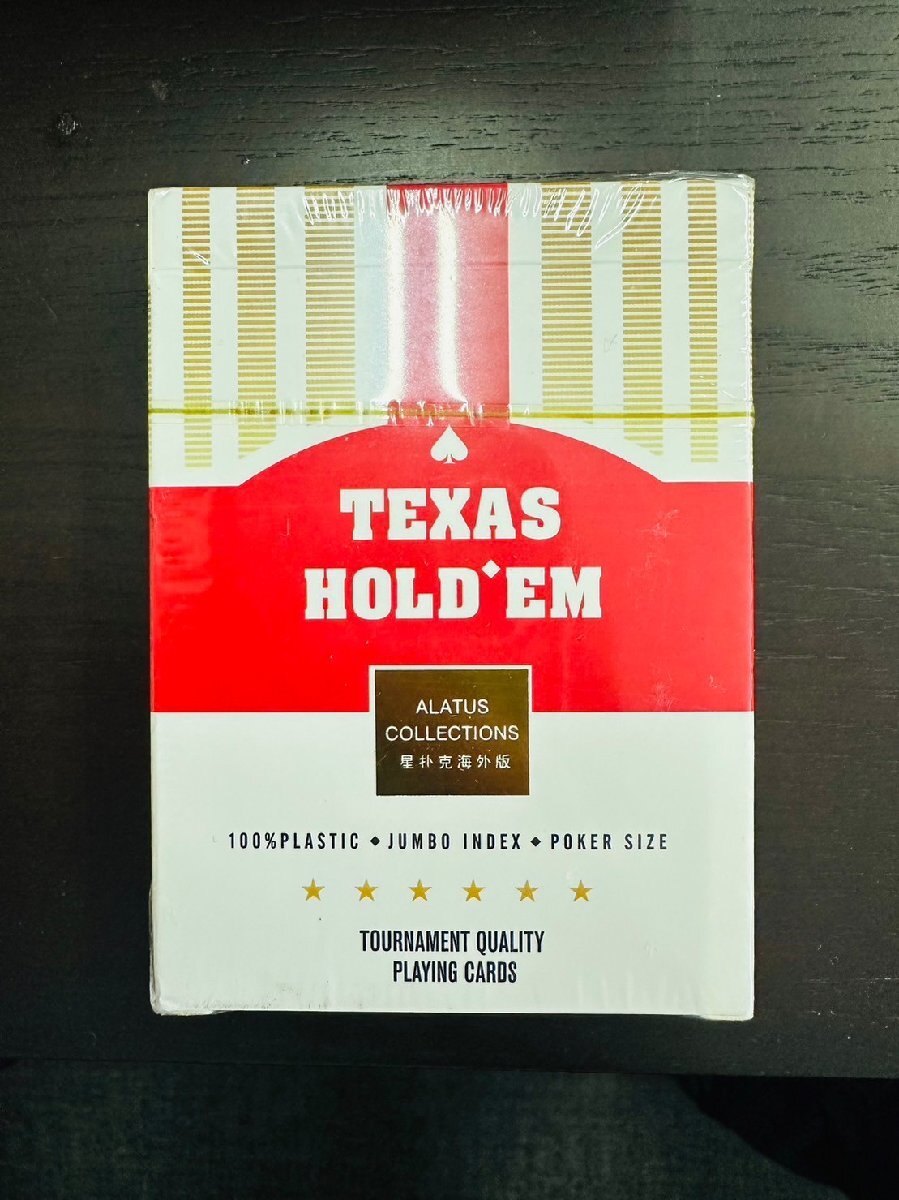 TEXAS
HOLD'EM
ALATUS
COLLECTIONS
星扑克海外版
100%PLASTIC ◆ JUMBO INDEX ◆ POKER SIZE
TOURNAMENT QUALITY
PLAYING CARDS